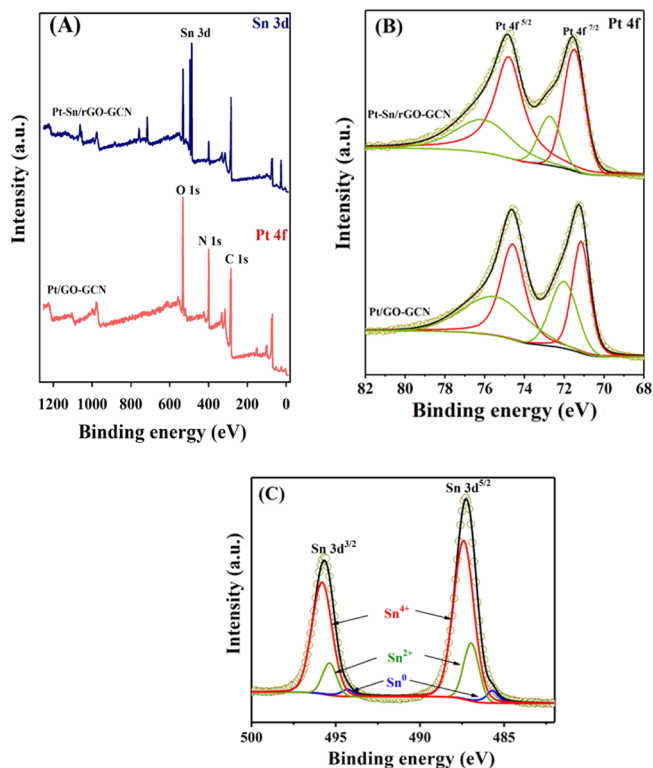 (A)
Sn 3d
Sn 3d
Pt-Sn/rGO-GCN
O 1s
Pt 4f
N 1s
C 1s
Pt/GO-GCN
Intensity (a.u.)
1200 1000 800 600 400 200 0
Binding energy (eV)
(B)
Pt 4f 5/2
Pt 4f 7/2
Pt 4f
Pt-Sn/rGO-GCN
Pt/GO-GCN
Intensity (a.u.)
82 80 78 76 74 72 70 68
Binding energy (eV)
(C)
Sn 3d5/2
Sn 3d3/2
Sn4+
Sn2+
Sn0
Intensity (a.u.)
500 495 490 485
Binding energy (eV)